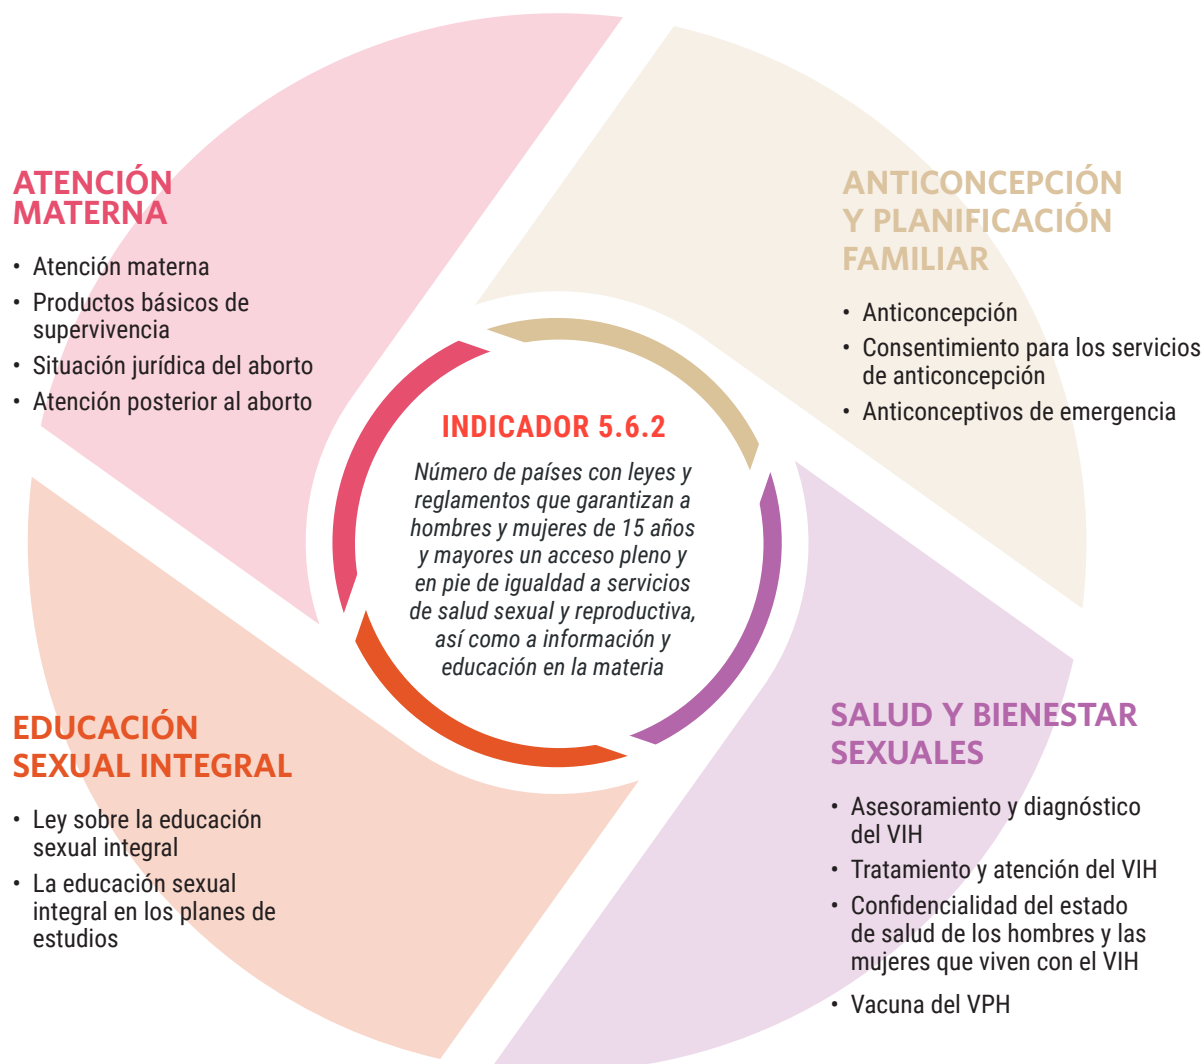 ATENCIÓN
MATERNA
• Atención materna
• Productos básicos de
supervivencia
• Situación jurídica del aborto
• Atención posterior al aborto
ANTICONCEPCIÓN
Y PLANIFICACIÓN
FAMILIAR
• Anticoncepción
• Consentimiento para los servicios
de anticoncepción
• Anticonceptivos de emergencia
INDICADOR 5.6.2
Número de países con leyes y
reglamentos que garantizan a
hombres y mujeres de 15 años
y mayores un acceso pleno y
en pie de igualdad a servicios
de salud sexual y reproductiva,
así como a información y
educación en la materia
EDUCACIÓN
SEXUAL INTEGRAL
• Ley sobre la educación
sexual integral
• La educación sexual
integral en los planes de
estudios
SALUD Y BIENESTAR
SEXUALES
• Asesoramiento y diagnóstico
del VIH
• Tratamiento y atención del VIH
• Confidencialidad del estado
de salud de los hombres y las
mujeres que viven con el VIH
• Vacuna del VPH